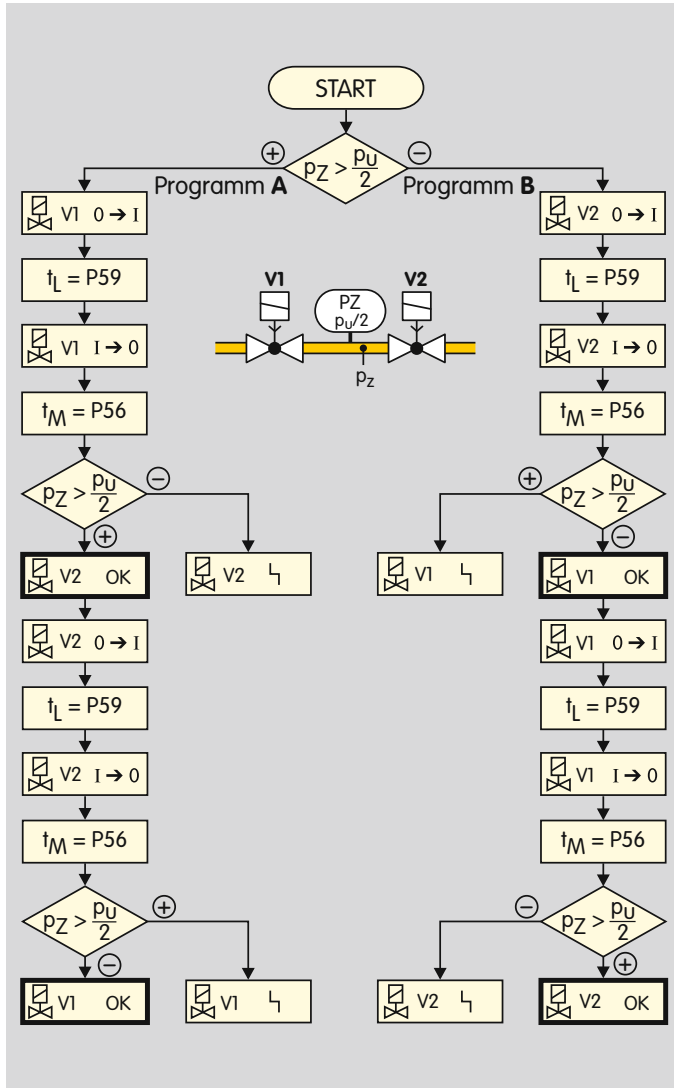 START
pZ > pu/2
Programm A
Programm B
V1 0 → I
tL = P59
V1 I → 0
tM = P56
pZ > pu/2
V2 OK
V2
V2 0 → I
tL = P59
V2 I → 0
tM = P56
pZ > pu/2
V1 OK
V1
V1
V2
PZ
pu/2
pZ
V2 0 → I
tL = P59
V2 I → 0
tM = P56
pZ > pu/2
V1
V1 OK
V1 0 → I
tL = P59
V1 I → 0
tM = P56
pZ > pu/2
V2
V2 OK